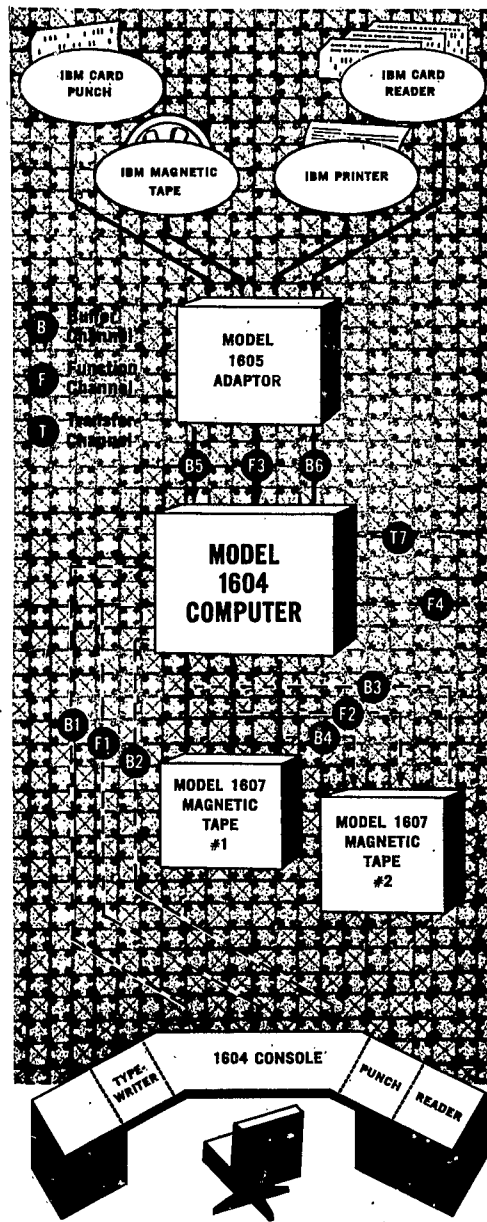 IBM CARD
PUNCH
IBM CARD
READER
IBM MAGNETIC
TAPE
IBM PRINTER
B Buffer
Channel
F Function
Channel
T Transfer
Channel
MODEL
1605
ADAPTOR
B5 F3 B6
MODEL
1604
COMPUTER
T7
F4
B3
F2
B4
B1
F1
B2
MODEL 1607
MAGNETIC
TAPE
#1
MODEL 1607
MAGNETIC
TAPE
#2
TYPE-
WRITER
1604 CONSOLE
PUNCH
READER